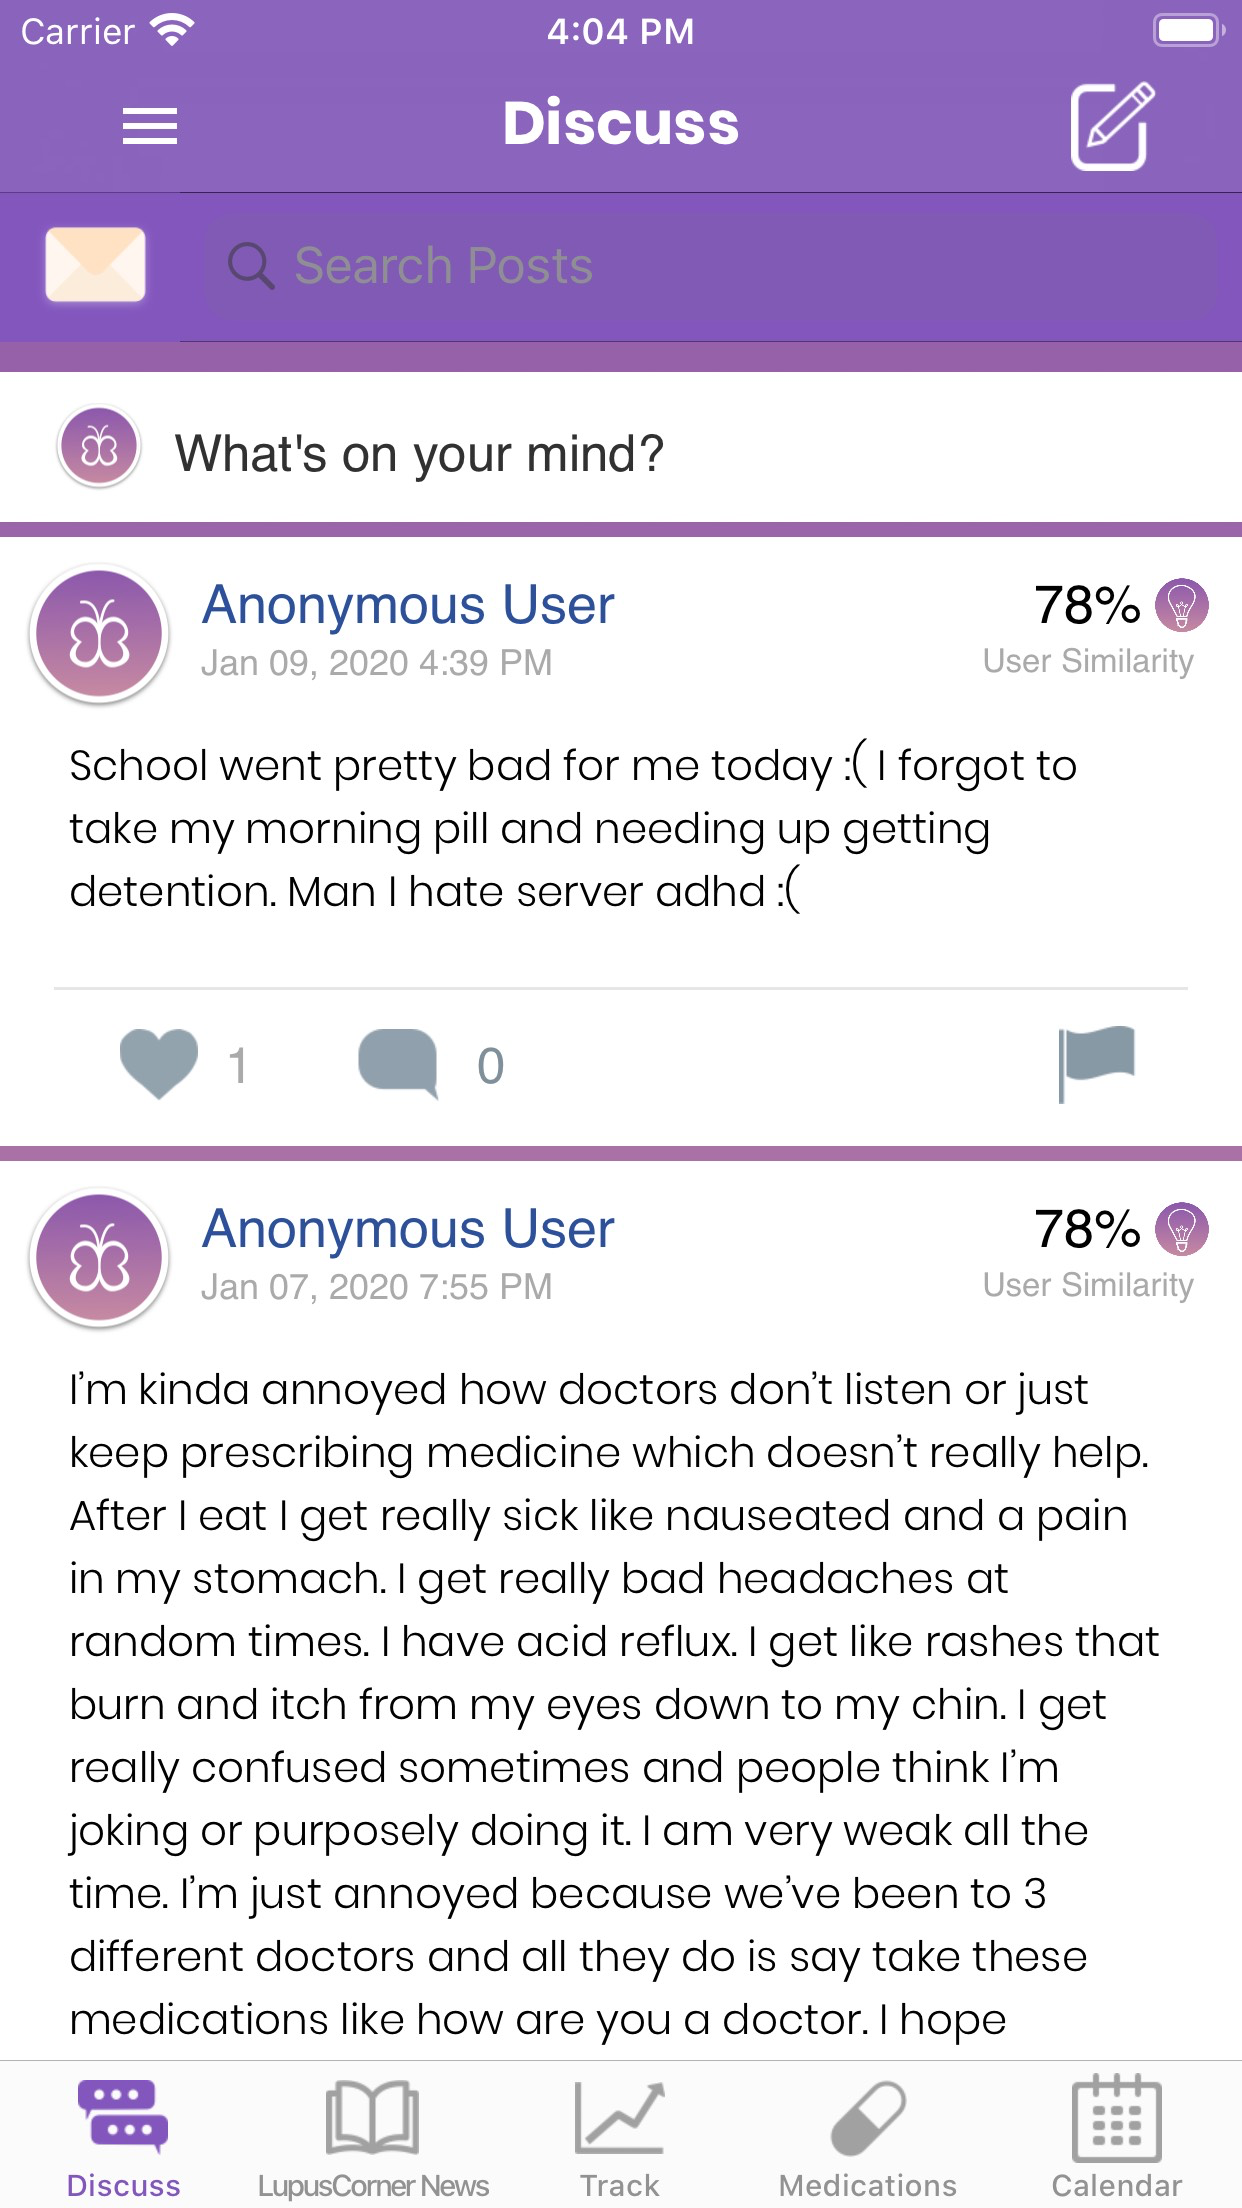 Carrier 4:04 PM
Discuss
Search Posts
What's on your mind?
Anonymous User 78%
Jan 09, 2020 4:39 PM User Similarity
School went pretty bad for me today :( I forgot to
take my morning pill and needing up getting
detention. Man I hate server adhd :(
1 0
Anonymous User 78%
Jan 07, 2020 7:55 PM User Similarity
I’m kinda annoyed how doctors don’t listen or just
keep prescribing medicine which doesn’t really help.
After I eat I get really sick like nauseated and a pain
in my stomach. I get really bad headaches at
random times. I have acid reflux. I get like rashes that
burn and itch from my eyes down to my chin. I get
really confused sometimes and people think I’m
joking or purposely doing it. I am very weak all the
time. I’m just annoyed because we’ve been to 3
different doctors and all they do is say take these
medications like how are you a doctor. I hope
Discuss LupusCorner News Track Medications Calendar